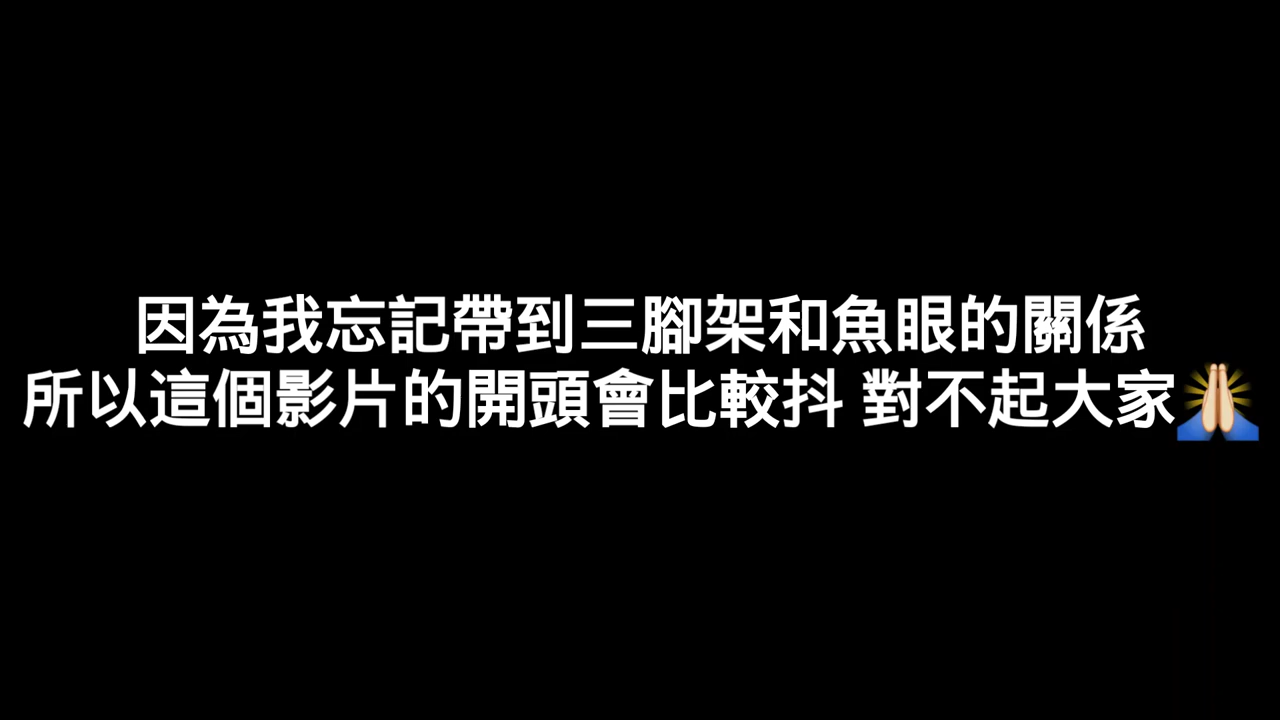 因為我忘記帶到三腳架和魚眼的關係
所以這個影片的開頭會比較抖 對不起大家🙏